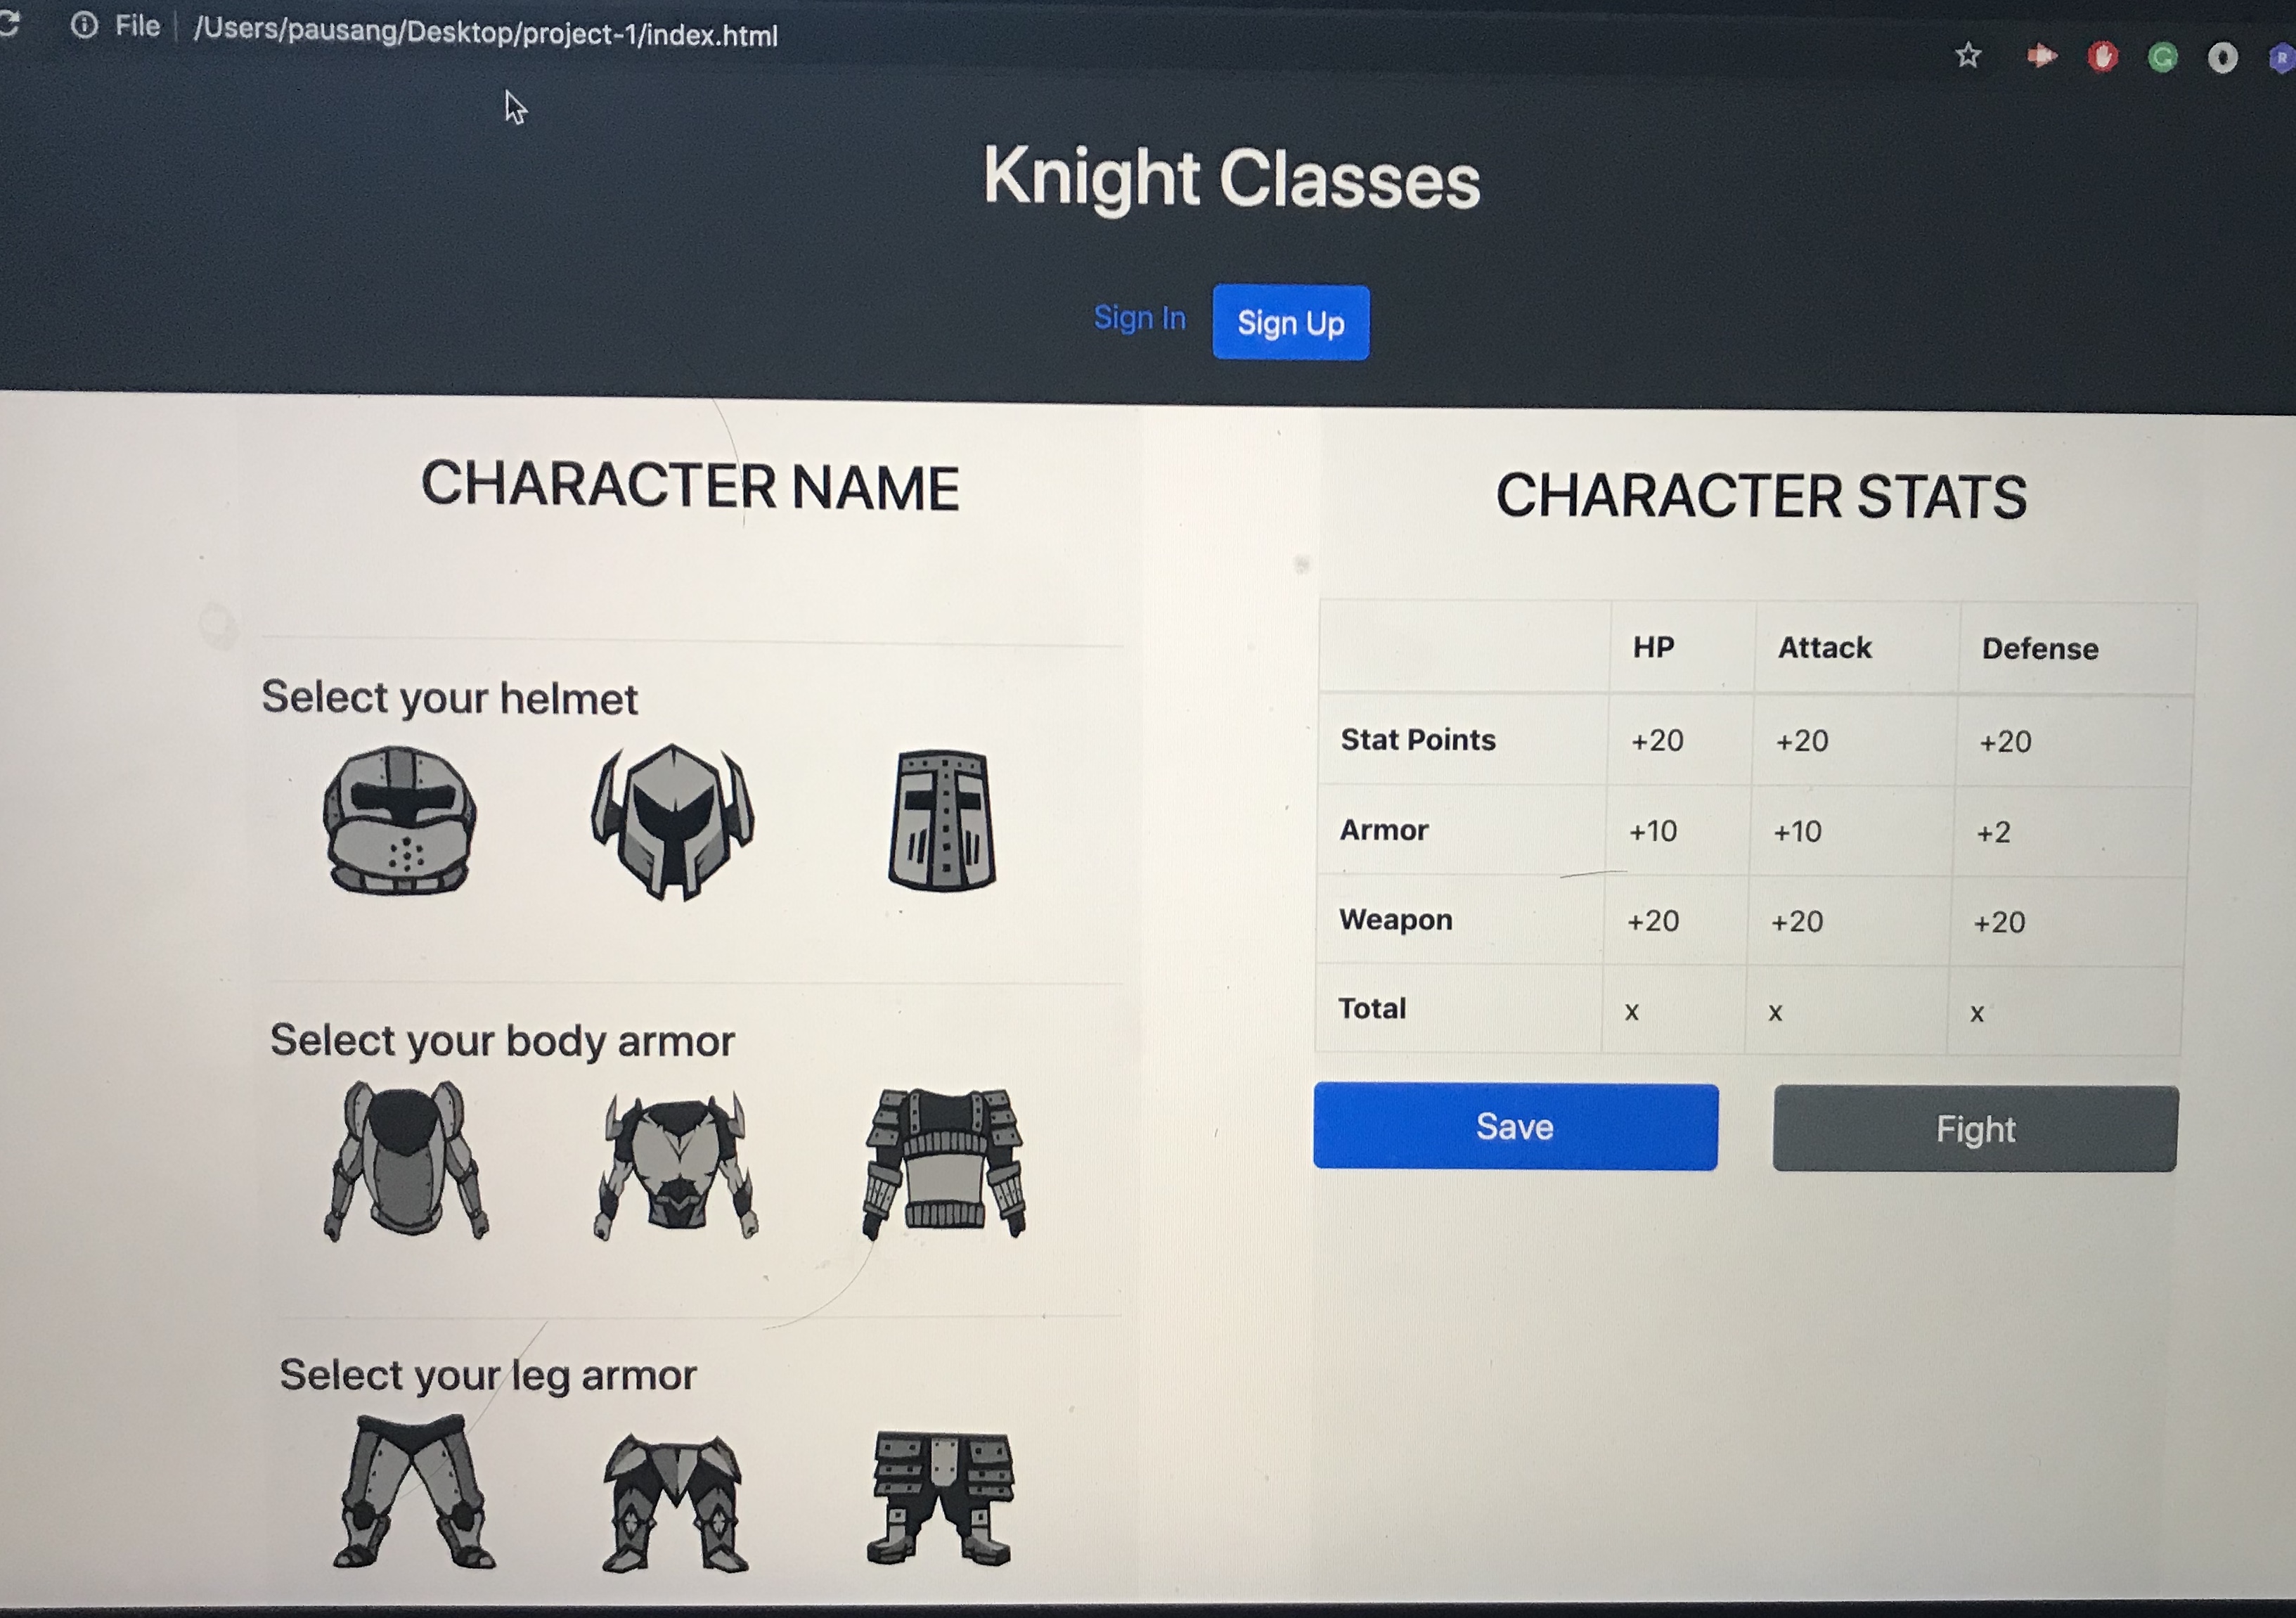 File /Users/pausang/Desktop/project-1/index.html
Knight Classes
Sign In Sign Up
CHARACTER NAME
Select your helmet
Select your body armor
Select your leg armor
CHARACTER STATS
HP Attack Defense
Stat Points +20 +20 +20
Armor +10 +10 +2
Weapon +20 +20 +20
Total x x x
Save Fight